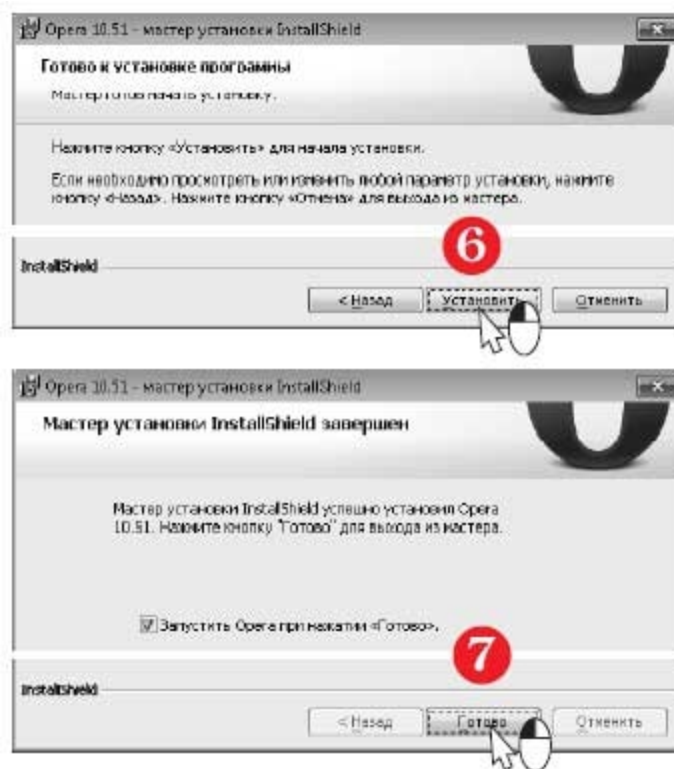 Opera 10.51 - мастер установки InstallShield
Готово к установке программы
Мастер готов начать установку.
Нажмите кнопку «Установить» для начала установки.
Если необходимо просмотреть или изменить любой параметр установки, нажмите
кнопку «Назад». Нажмите кнопку «Отмена» для выхода из мастера.
6
InstallShield
< Назад Установить Отменить
Opera 10.51 - мастер установки InstallShield
Мастер установки InstallShield завершен
Мастер установки InstallShield успешно установил Opera
10.51. Нажмите кнопку "Готово" для выхода из мастера.
Запустить Opera при нажатии «Готово».
7
InstallShield
< Назад Готово Отменить